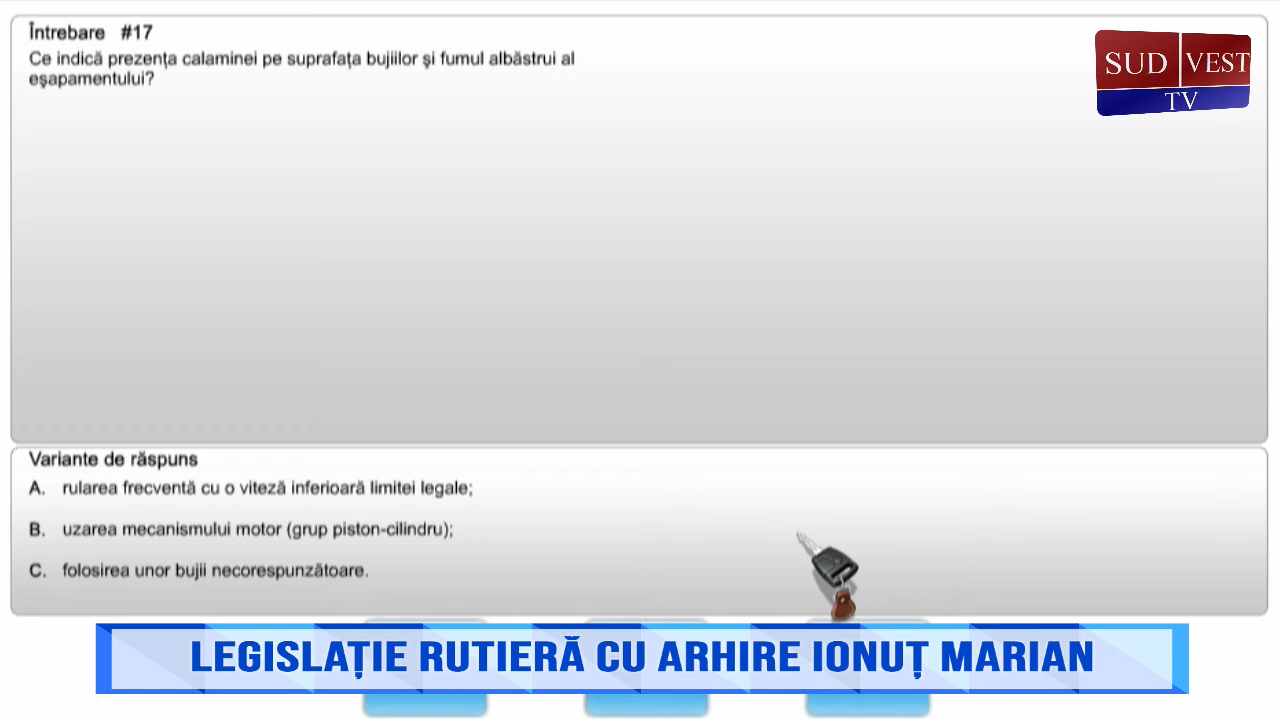 Întrebare #17
Ce indică prezența calaminei pe suprafața bujiilor și fumul albăstrui al
eșapamentului?
SUD VEST
TV
Variante de răspuns
A. rularea frecventă cu o viteză inferioară limitei legale;
B. uzarea mecanismului motor (grup piston-cilindru);
C. folosirea unor bujii necorespunzătoare.
LEGISLAȚIE RUTIERĂ CU ARHIRE IONUȚ MARIAN